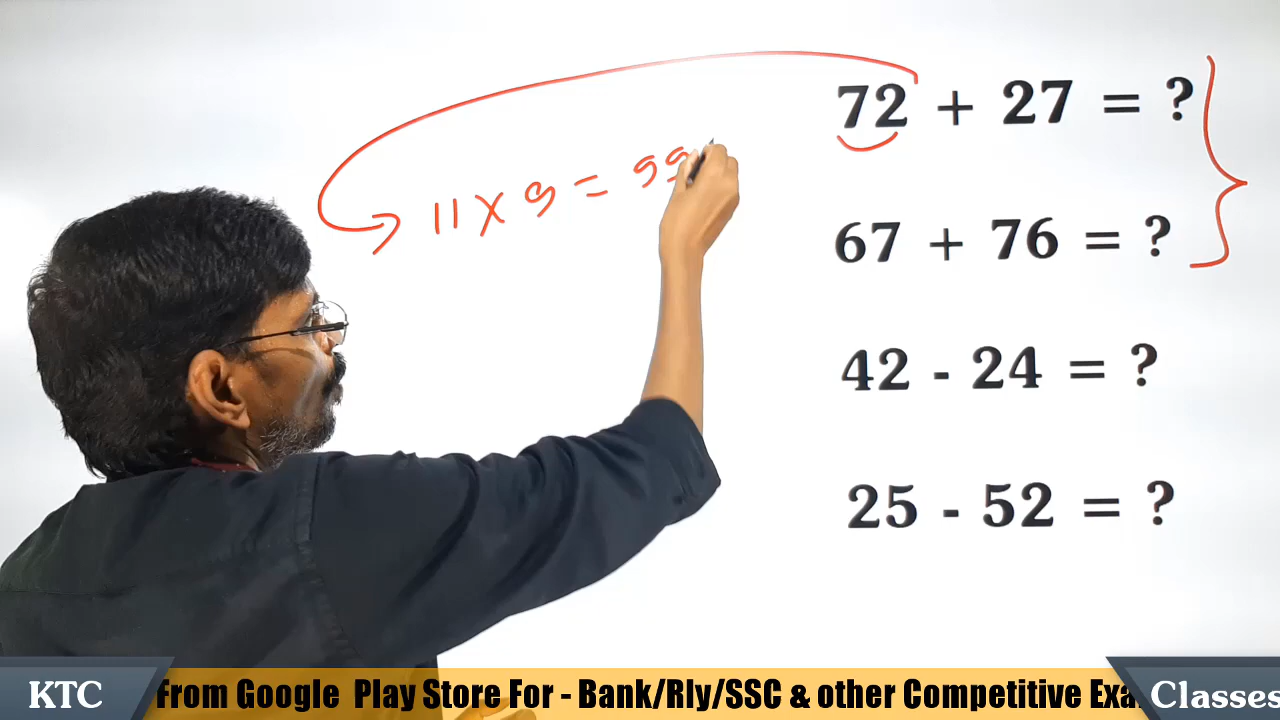 72 + 27 = ?
11 X 9 = 99
67 + 76 = ?
42 - 24 = ?
25 - 52 = ?
KTC
From Google Play Store For - Bank/Rly/SSC & other Competitive Exa
Classes